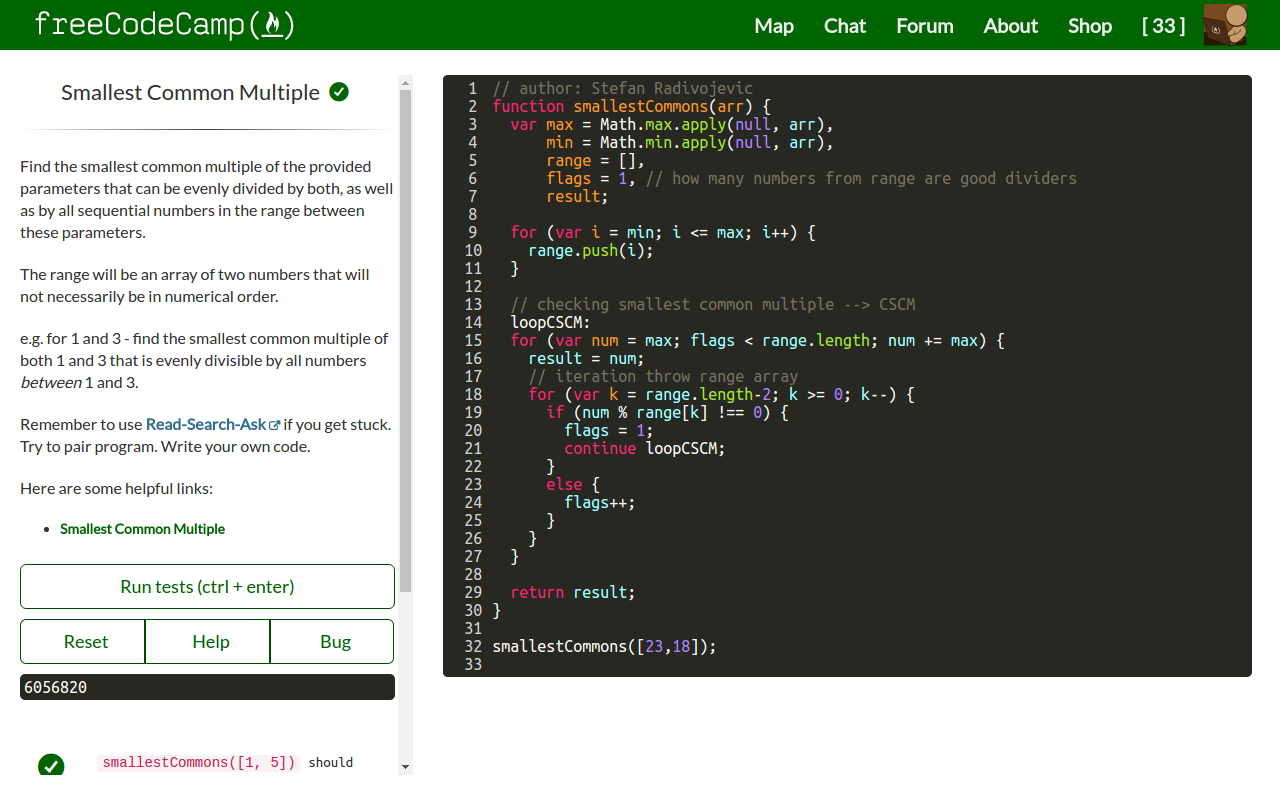 freeCodeCamp
Map Chat Forum About Shop [ 33 ]
Smallest Common Multiple
Find the smallest common multiple of the provided
parameters that can be evenly divided by both, as well
as by all sequential numbers in the range between
these parameters.
The range will be an array of two numbers that will
not necessarily be in numerical order.
e.g. for 1 and 3 - find the smallest common multiple of
both 1 and 3 that is evenly divisible by all numbers
between 1 and 3.
Remember to use Read-Search-Ask if you get stuck.
Try to pair program. Write your own code.
Here are some helpful links:
• Smallest Common Multiple
Run tests (ctrl + enter)
Reset Help Bug
6056820
smallestCommons([1, 5]) should
1 // author: Stefan Radivojevic
2 function smallestCommons(arr) {
3   var max = Math.max.apply(null, arr),
4       min = Math.min.apply(null, arr),
5       range = [],
6       flags = 1, // how many numbers from range are good dividers
7       result;
8
9   for (var i = min; i <= max; i++) {
10     range.push(i);
11   }
12
13   // checking smallest common multiple --> CSCM
14   loopCSCM:
15   for (var num = max; flags < range.length; num += max) {
16     result = num;
17     // iteration throw range array
18     for (var k = range.length-2; k >= 0; k--) {
19       if (num % range[k] !== 0) {
20         flags = 1;
21         continue loopCSCM;
22       }
23       else {
24         flags++;
25       }
26     }
27   }
28
29   return result;
30 }
31
32 smallestCommons([23,18]);
33